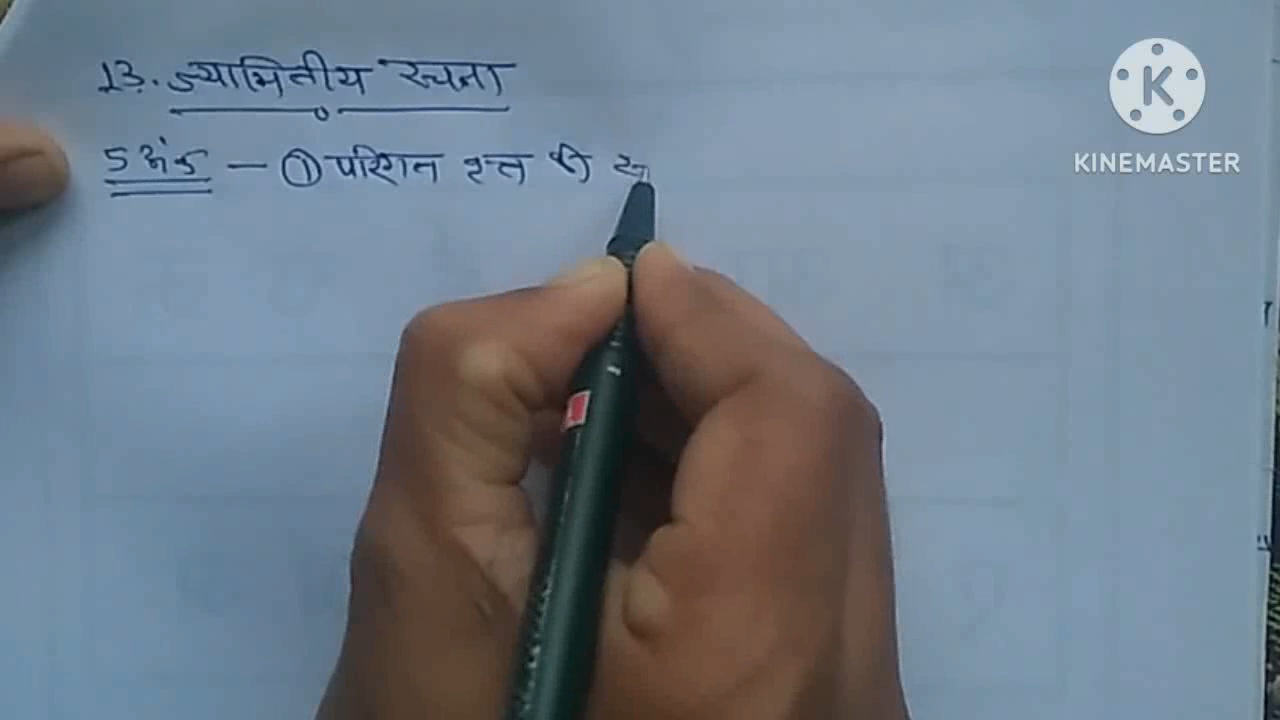 13. ज्यामितीय रचना
5 अंक — ① परिगत वृत्त की
K
KINEMASTER